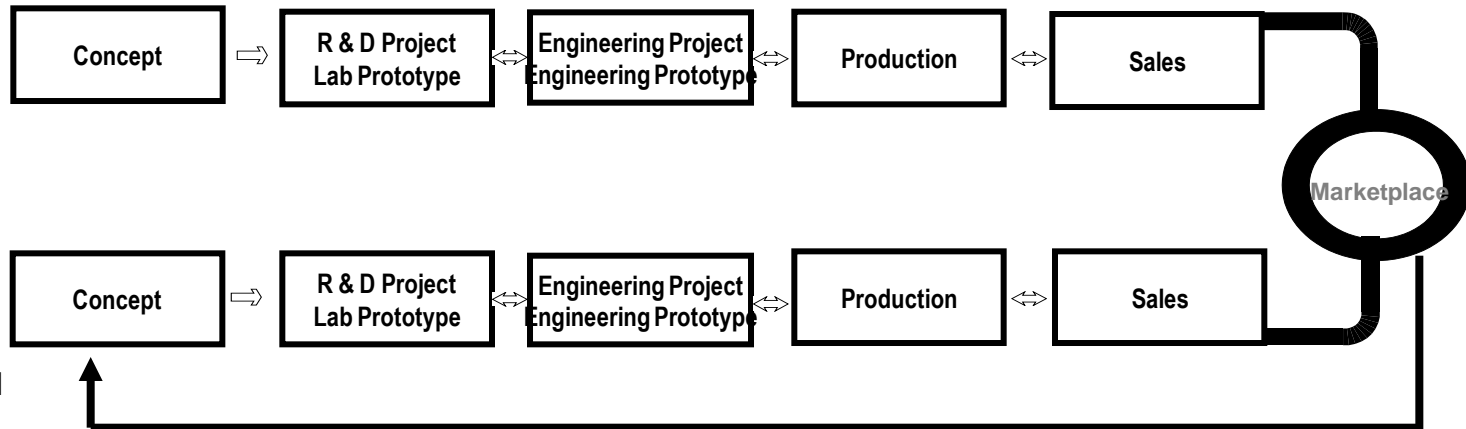 Concept
R & D Project
Lab Prototype
Engineering Project
Engineering Prototype
Production
Sales
Marketplace
Concept
R & D Project
Lab Prototype
Engineering Project
Engineering Prototype
Production
Sales